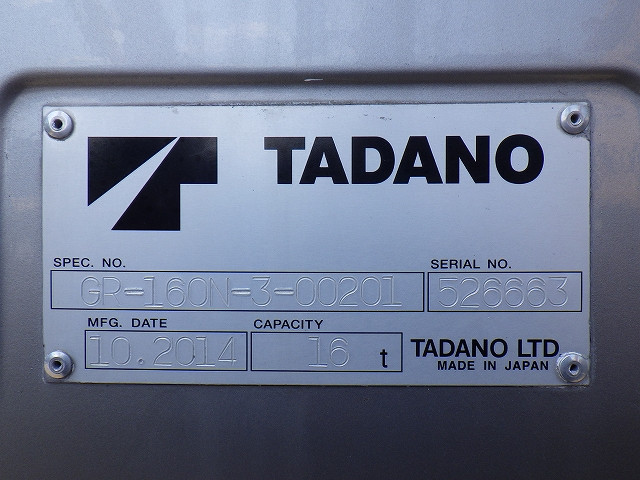 TADANO
SPEC. NO.
SERIAL NO.
GR-160N-3-00201
526663
MFG. DATE
CAPACITY
10.2014
16 t
TADANO LTD.
MADE IN JAPAN